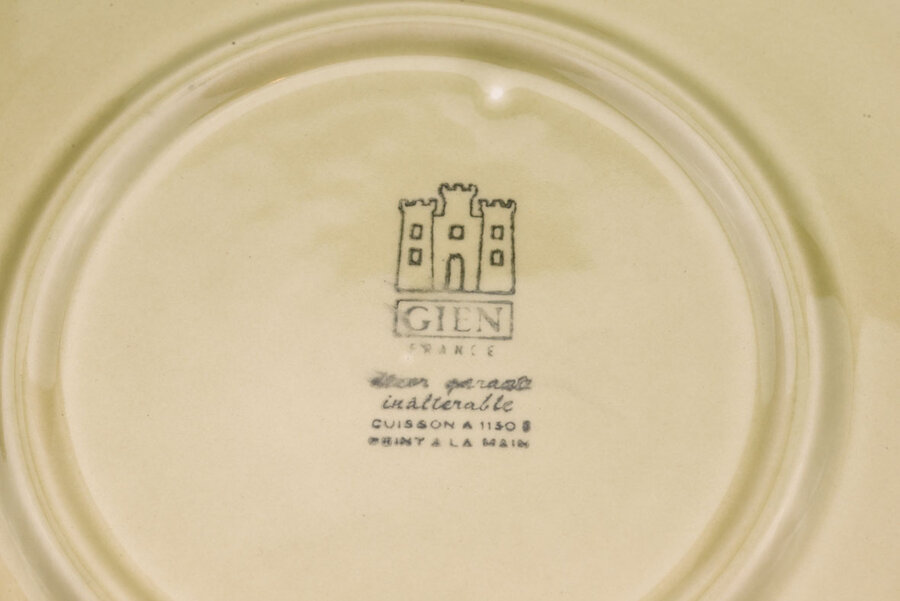 GIEN
FRANCE
décor garanti
inaltérable
CUISSON A 1150°
PEINT A LA MAIN